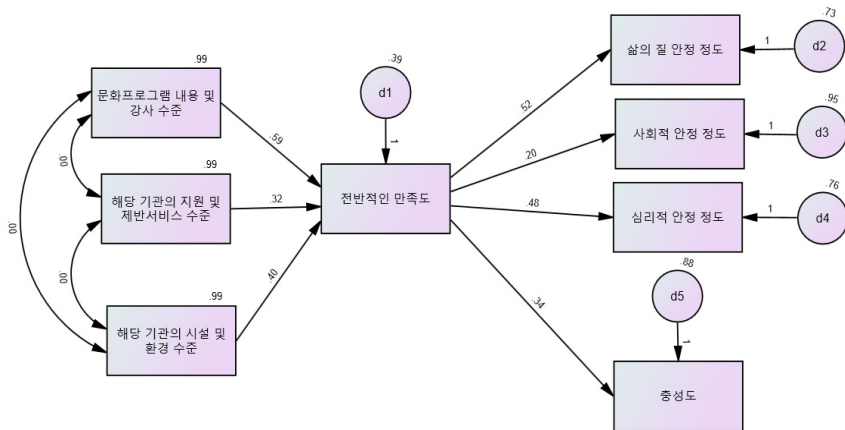 .99
문화프로그램 내용 및
강사 수준
.99
해당 기관의 지원 및
제반서비스 수준
.99
해당 기관의 시설 및
환경 수준
.00
.00
.00
.59
.32
.40
.39
d1
1
전반적인 만족도
.52
.20
.48
.34
삶의 질 안정 정도
1
.73
d2
사회적 안정 정도
1
.95
d3
심리적 안정 정도
1
.76
d4
.88
d5
1
충성도